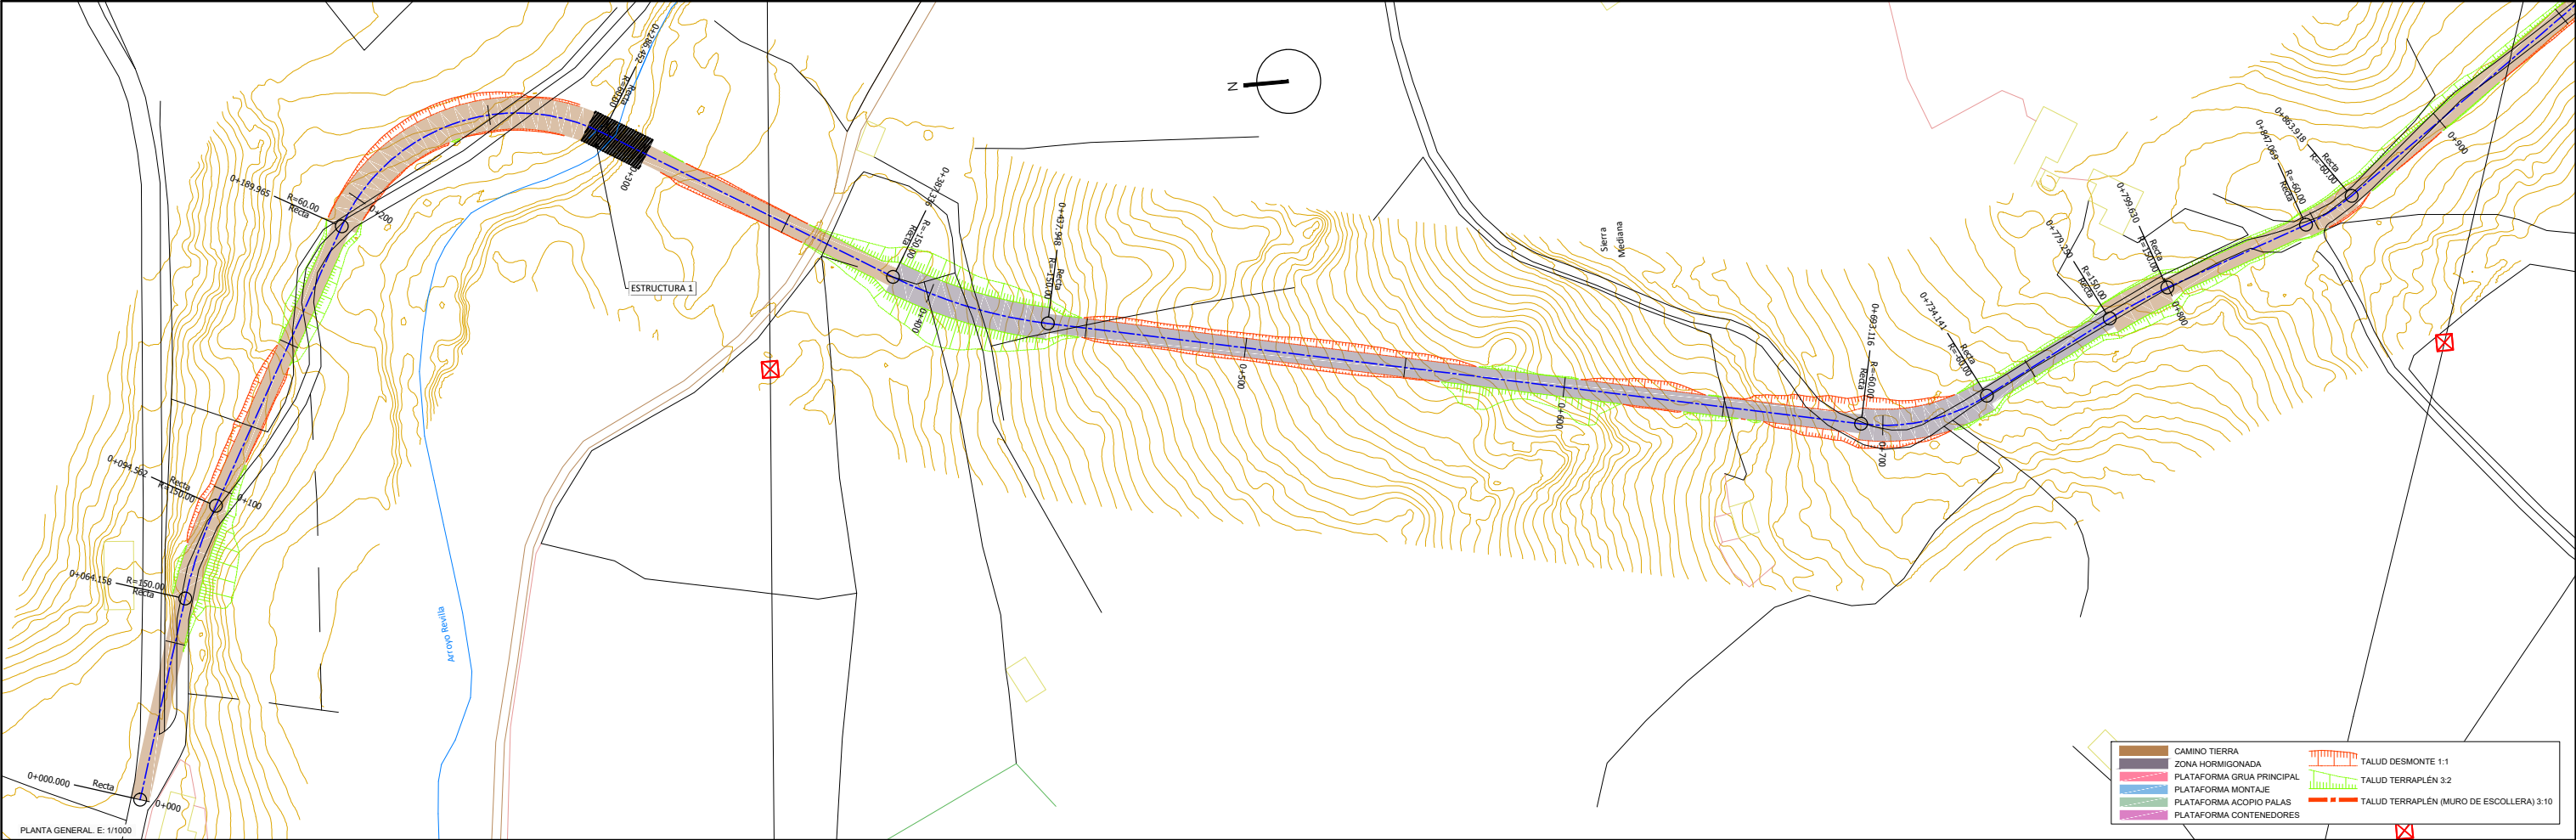 0+286.452
R=60.00
Recta
N
0+189.965
R=60.00
Recta
0+200
0+300
ESTRUCTURA 1
0+387.336
R=-150.00
Recta
0+400
0+437.948
Recta
R=-150.00
0+500
Sierra
Mediana
0+600
0+693.116
R=-60.00
Recta
0+700
0+734.141
Recta
R=-60.00
0+779.250
R=150.00
Recta
0+799.630
Recta
R=150.00
0+800
0+847.069
R=-60.00
Recta
0+863.918
Recta
R=-60.00
0+900
0+094.562
Recta
R=150.00
0+100
0+064.158
R=150.00
Recta
Arroyo Revilla
0+000.000
Recta
0+000
PLANTA GENERAL. E: 1/1000
CAMINO TIERRA
ZONA HORMIGONADA
PLATAFORMA GRUA PRINCIPAL
PLATAFORMA MONTAJE
PLATAFORMA ACOPIO PALAS
PLATAFORMA CONTENEDORES
TALUD DESMONTE 1:1
TALUD TERRAPLÉN 3:2
TALUD TERRAPLÉN (MURO DE ESCOLLERA) 3:10